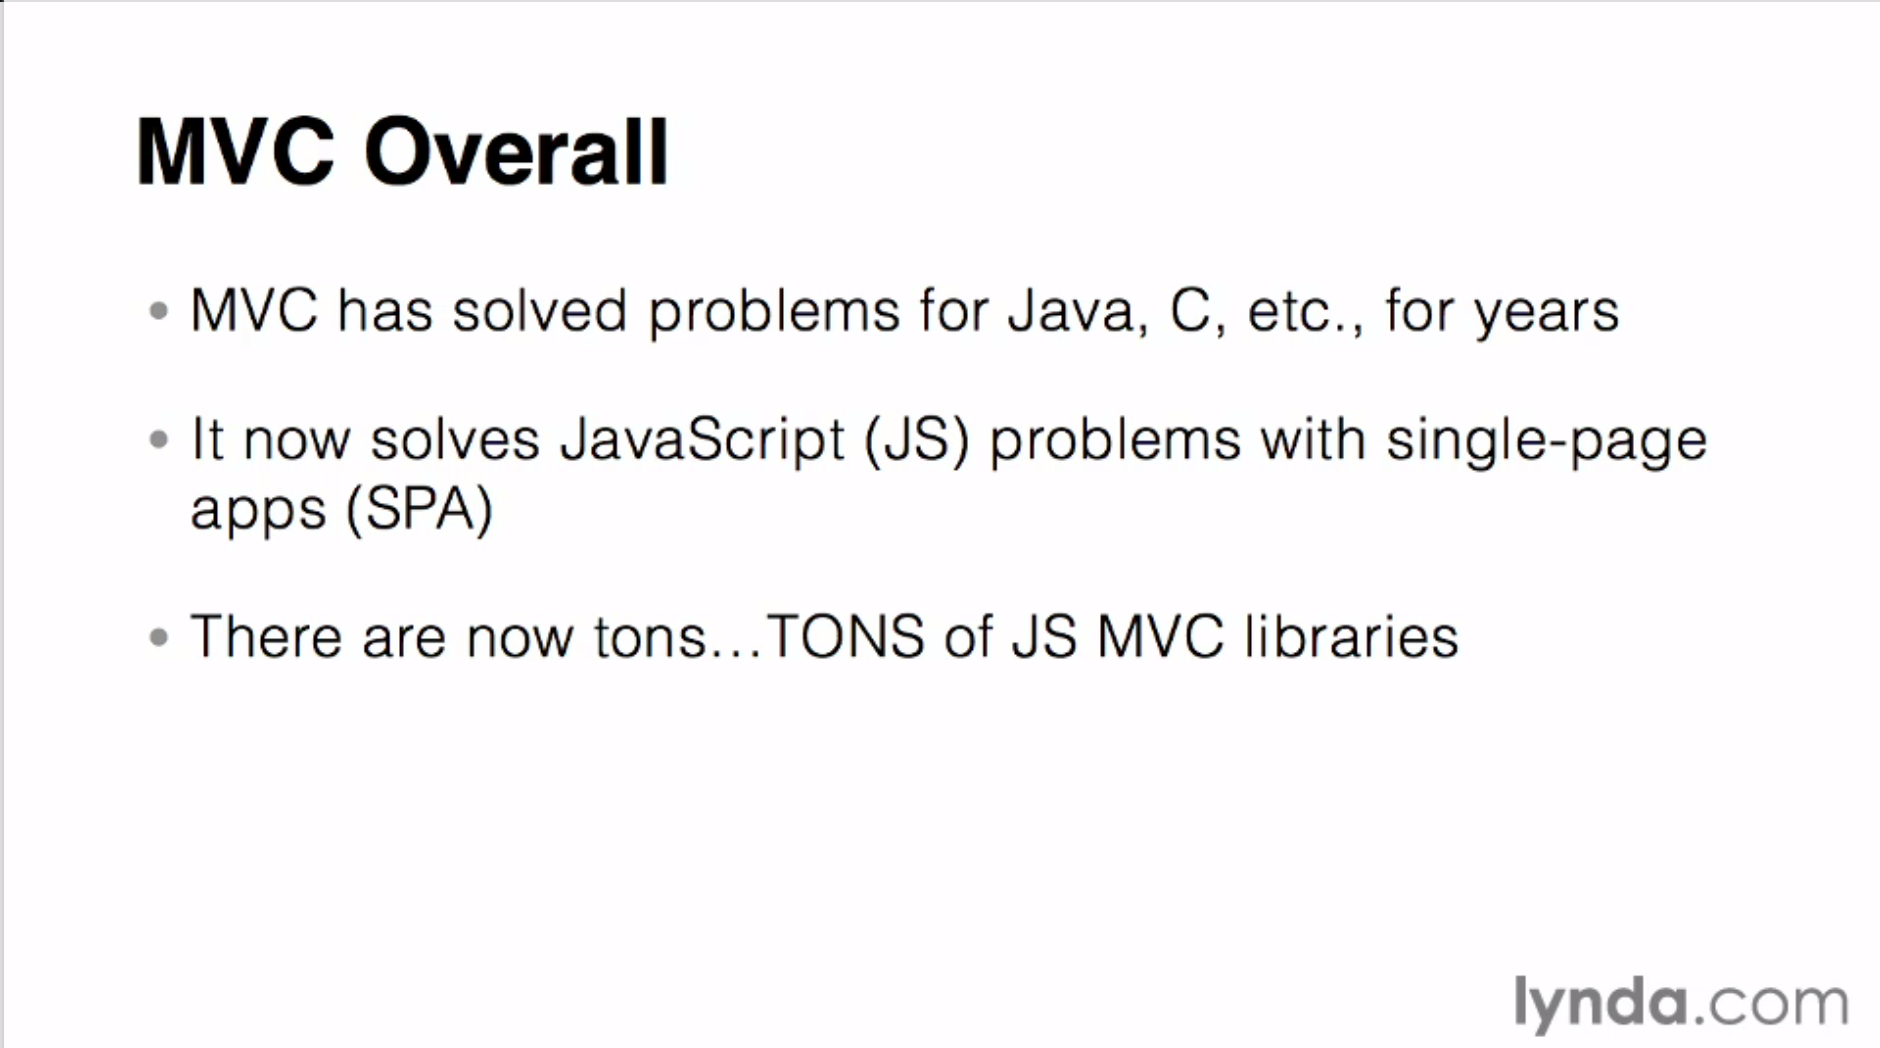 MVC Overall
• MVC has solved problems for Java, C, etc., for years
• It now solves JavaScript (JS) problems with single-page
apps (SPA)
• There are now tons...TONS of JS MVC libraries
lynda.com